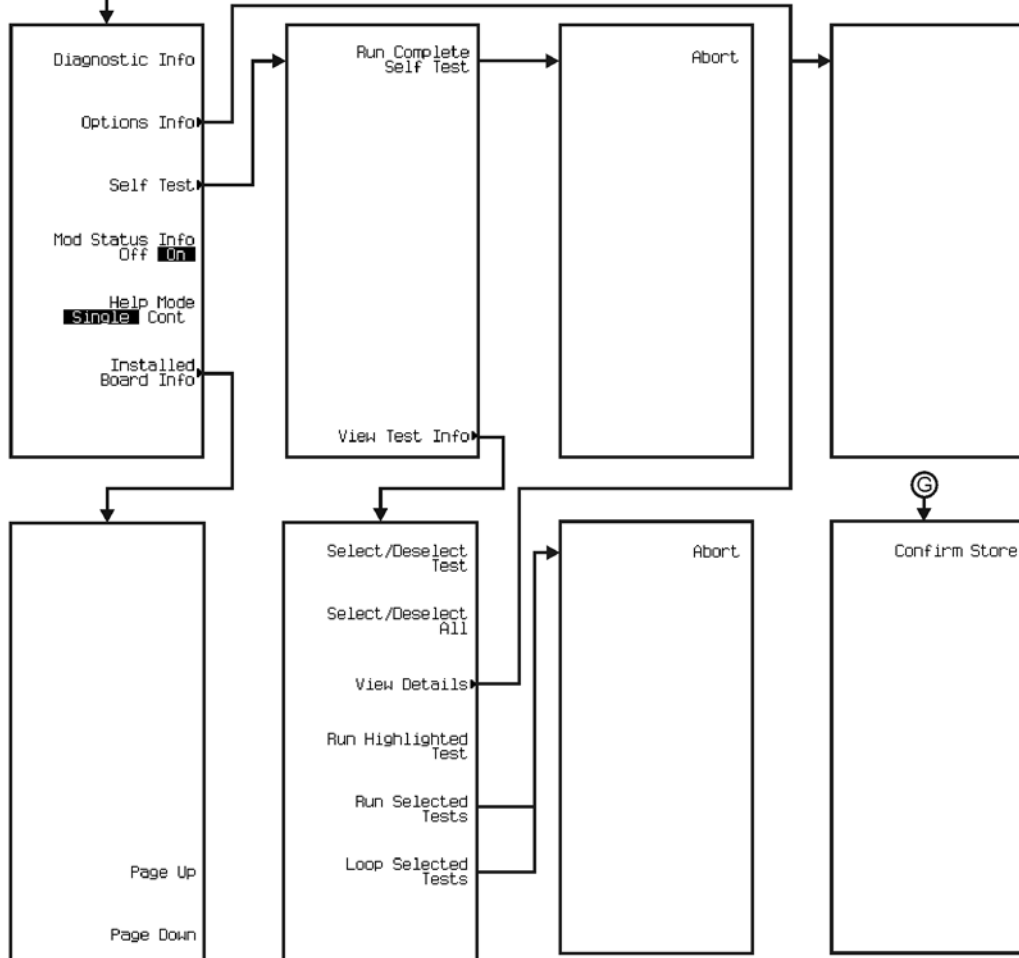 Diagnostic Info
Options Info
Self Test
Mod Status Info
Off On
Help Mode
Single Cont
Installed
Board Info
Run Complete
Self Test
View Test Info
Abort
Page Up
Page Down
Select/Deselect
Test
Select/Deselect
All
View Details
Run Highlighted
Test
Run Selected
Tests
Loop Selected
Tests
Abort
G
Confirm Store